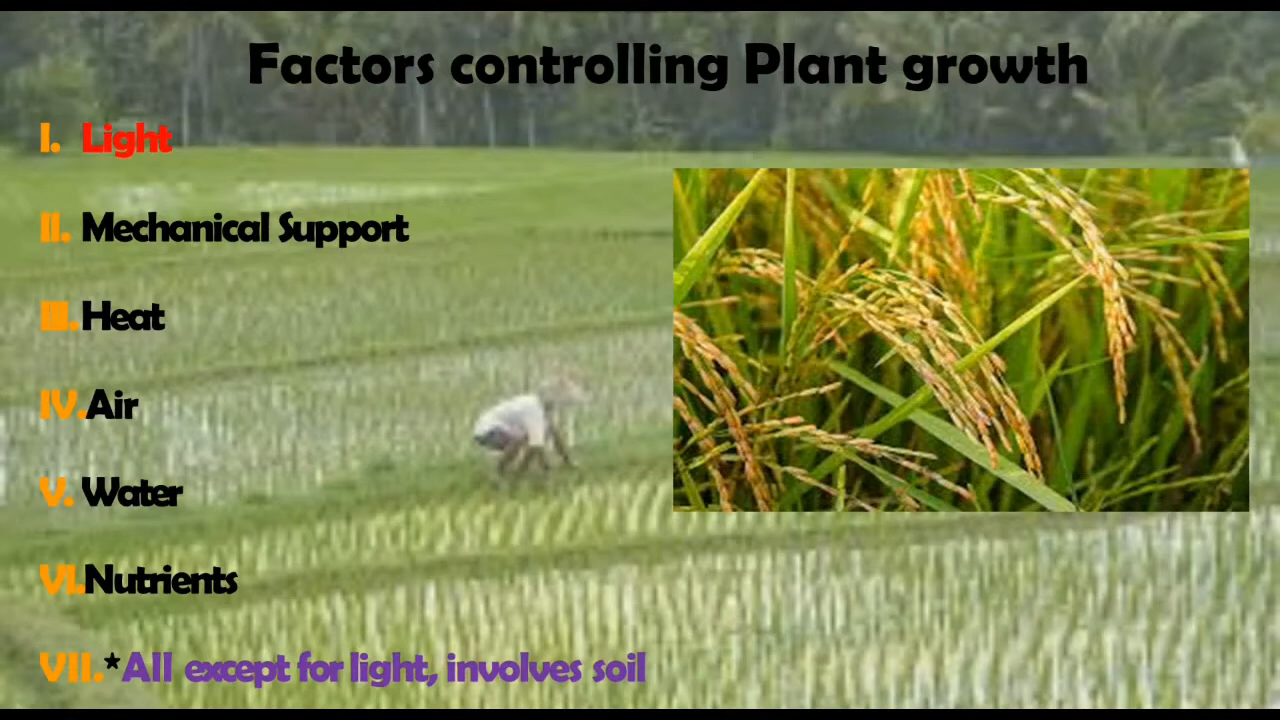 Factors controlling Plant growth
I. Light
II. Mechanical Support
III. Heat
IV. Air
V. Water
VI. Nutrients
VII. *All except for light, involves soil